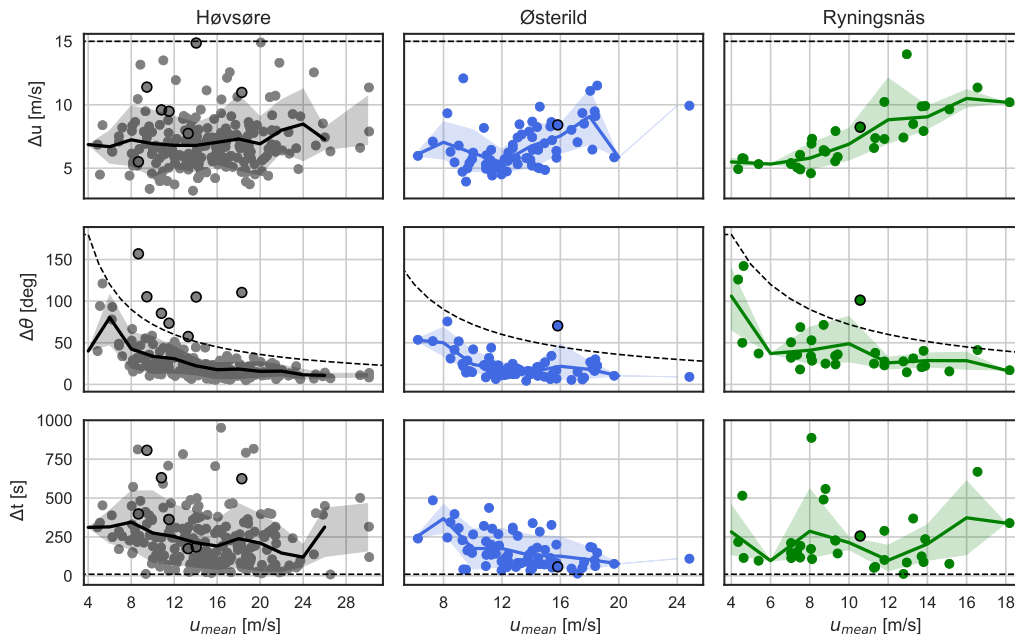 Høvsøre Østerild Ryningsnäs
15
10
5
Δu [m/s]
150
100
50
0
Δθ [deg]
1000
750
500
250
0
Δt [s]
4 8 12 16 20 24 28 8 12 16 20 24 4 6 8 10 12 14 16 18
u_mean [m/s] u_mean [m/s] u_mean [m/s]